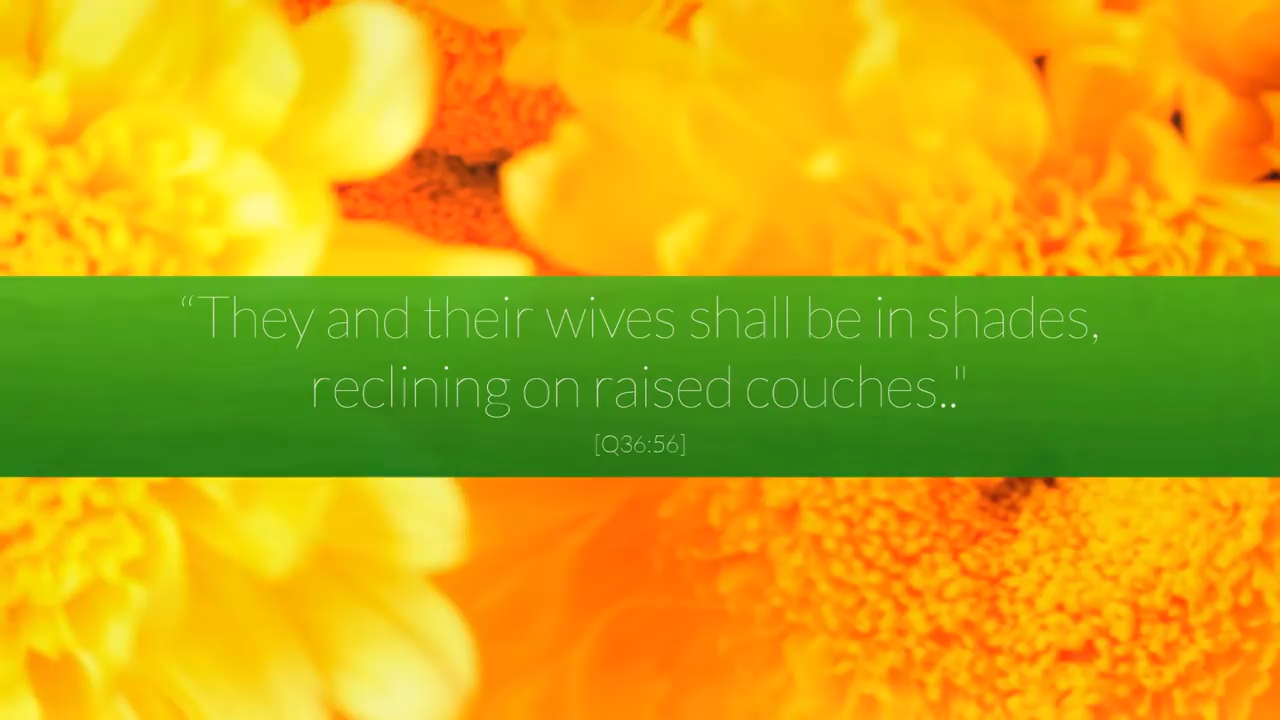 “They and their wives shall be in shades,
reclining on raised couches.."
[Q36:56]